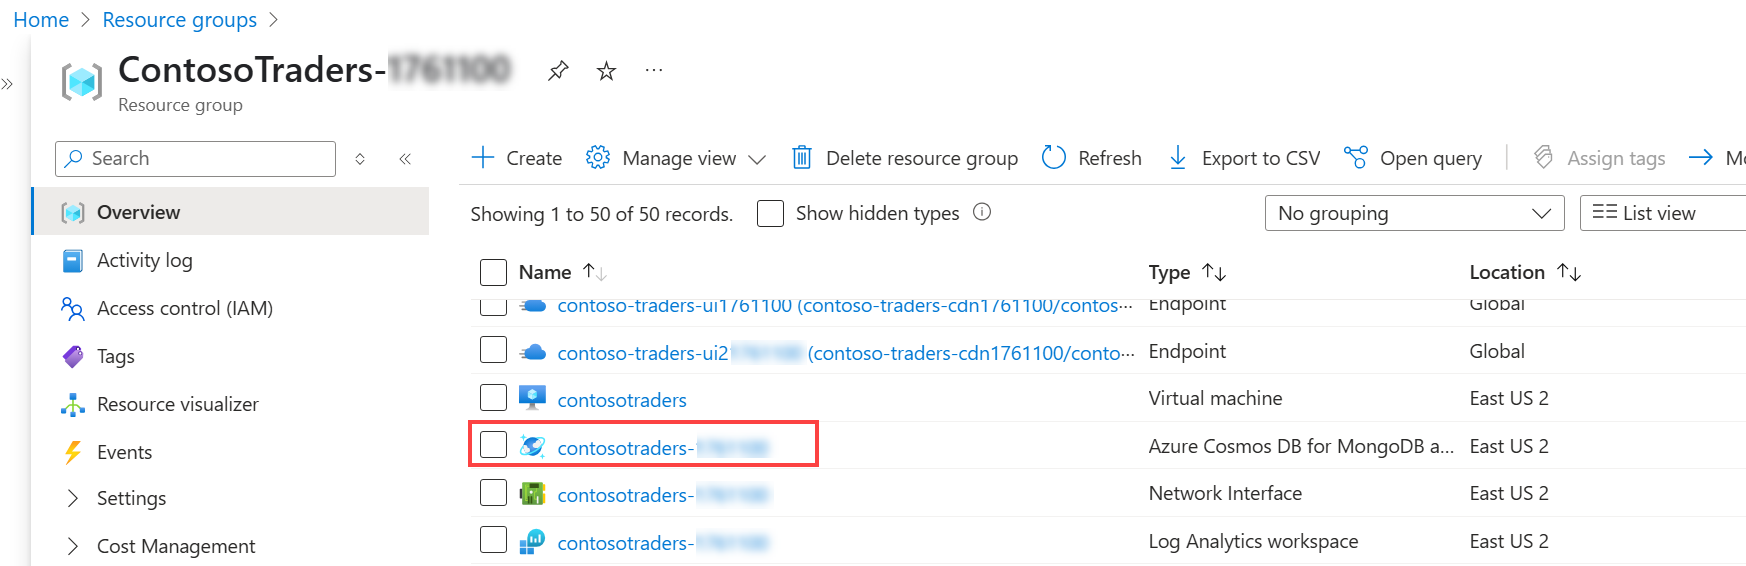 Home > Resource groups >
ContosoTraders-
Resource group
Search
Overview
Activity log
Access control (IAM)
Tags
Resource visualizer
Events
Settings
Cost Management
Create Manage view Delete resource group Refresh Export to CSV Open query Assign tags
Showing 1 to 50 of 50 records. Show hidden types No grouping List view
Name Type Location
contoso-traders-ui1761100 (contoso-traders-cdn1761100/contos··· Endpoint Global
contoso-traders-ui2 (contoso-traders-cdn1761100/conto··· Endpoint Global
contosotraders Virtual machine East US 2
contosotraders- Azure Cosmos DB for MongoDB a... East US 2
contosotraders- Network Interface East US 2
contosotraders- Log Analytics workspace East US 2